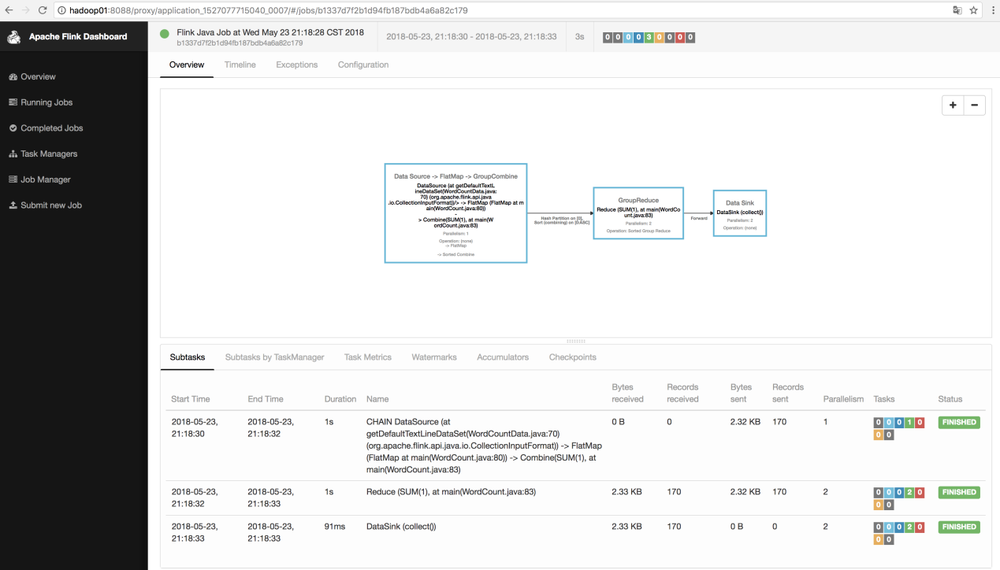 hadoop01:8088/proxy/application_1527077715040_0007/#/jobs/b1337d7f2b1d94fb187bdb4a6a82c179
Apache Flink Dashboard
Overview
Running Jobs
Completed Jobs
Task Managers
Job Manager
Submit new Job
Flink Java Job at Wed May 23 21:18:28 CST 2018
b1337d7f2b1d94fb187bdb4a6a82c179
2018-05-23, 21:18:30 - 2018-05-23, 21:18:33
3s
0 0 0 0 3 0 0 0 0
Overview Timeline Exceptions Configuration
+ −
Data Source -> FlatMap -> GroupCombine
DataSource (at getDefaultTextL
ineDataSet(WordCountData.java:
70) (org.apache.flink.api.java
.io.CollectionInputFormat)/> -> FlatMap (FlatMap at m
ain(WordCount.java:80))
-
> Combine(SUM(1), at main(W
ordCount.java:83)
Parallelism: 1
Operation: (none)
-> FlatMap
-> Sorted Combine
Hash Partition on [0],
Sort (combining) on [0:ASC]
GroupReduce
Reduce (SUM(1), at main(WordCo
unt.java:83)
Parallelism: 2
Operation: Sorted Group Reduce
Forward
Data Sink
DataSink (collect())
Parallelism: 2
Operation: (none)
Subtasks Subtasks by TaskManager Task Metrics Watermarks Accumulators Checkpoints
Start Time End Time Duration Name Bytes received Records received Bytes sent Records sent Parallelism Tasks Status
2018-05-23, 21:18:30
2018-05-23, 21:18:32
1s
CHAIN DataSource (at
getDefaultTextLineDataSet(WordCountData.java:70)
(org.apache.flink.api.java.io.CollectionInputFormat)) -> FlatMap
(FlatMap at main(WordCount.java:80)) -> Combine(SUM(1), at
main(WordCount.java:83)
0 B 0 2.32 KB 170 1
0 0 0 1 0
0 0
FINISHED
2018-05-23, 21:18:32
2018-05-23, 21:18:33
1s
Reduce (SUM(1), at main(WordCount.java:83)
2.33 KB 170 2.32 KB 170 2
0 0 0 2 0
0 0
FINISHED
2018-05-23, 21:18:33
2018-05-23, 21:18:33
91ms
DataSink (collect())
2.33 KB 170 0 B 0 2
0 0 0 2 0
0 0
FINISHED